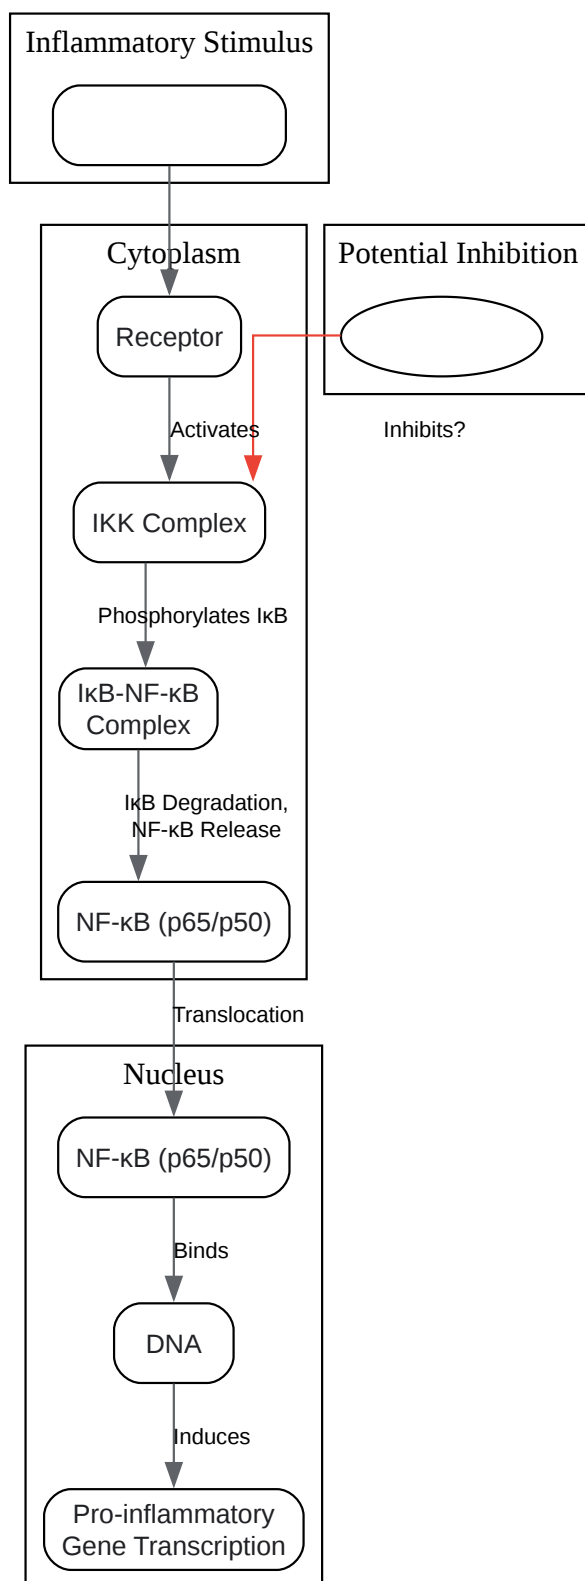 Inflammatory Stimulus
Cytoplasm
Potential Inhibition
Receptor
Activates
Inhibits?
IKK Complex
Phosphorylates IκB
IκB-NF-κB
Complex
IκB Degradation,
NF-κB Release
NF-κB (p65/p50)
Translocation
Nucleus
NF-κB (p65/p50)
Binds
DNA
Induces
Pro-inflammatory
Gene Transcription